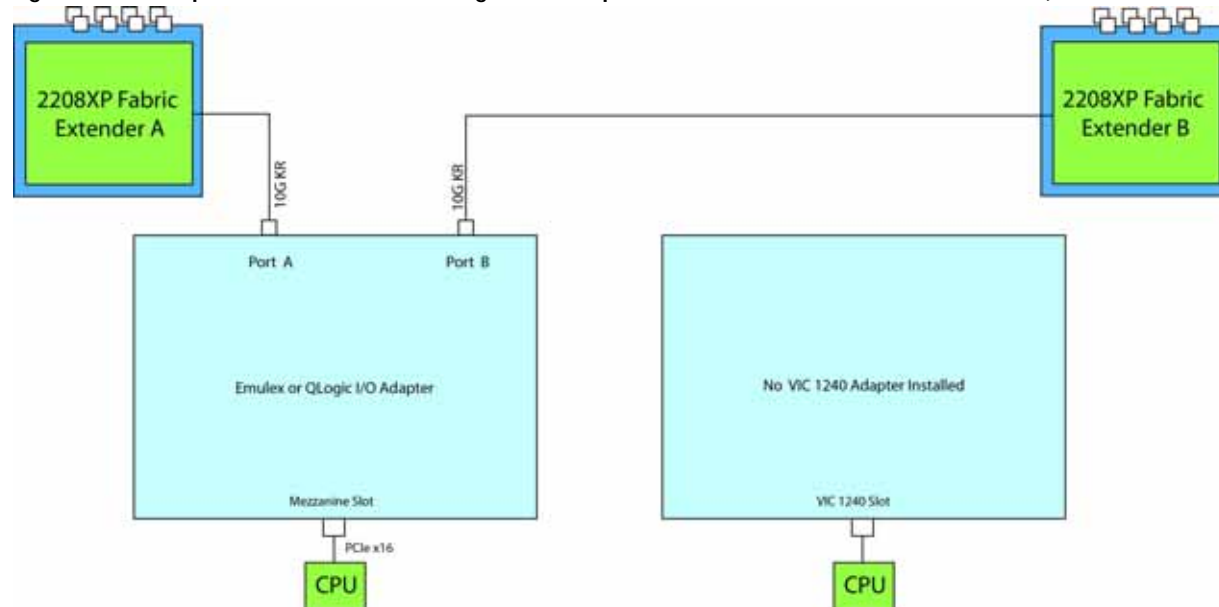 2208XP Fabric
Extender A
2208XP Fabric
Extender B
10G KR
10G KR
Port A
Port B
Emulex or QLogic I/O Adapter
No VIC 1240 Adapter Installed
Mezzanine Slot
VIC 1240 Slot
PCIe x16
CPU
CPU